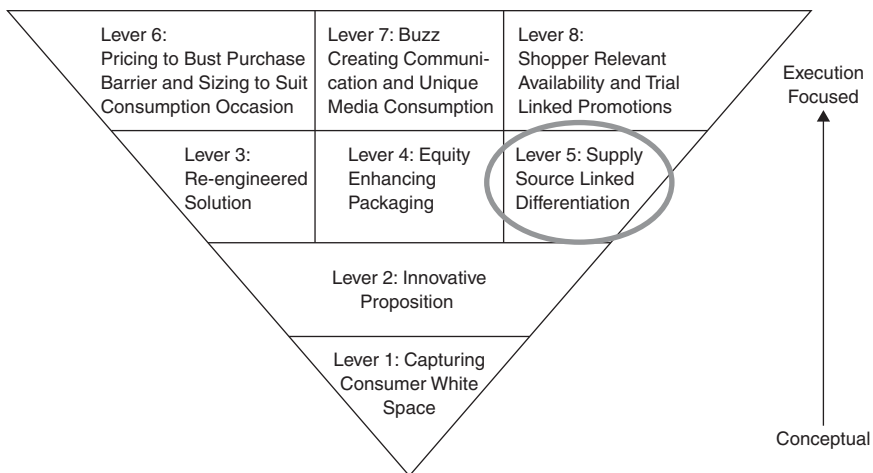 Lever 6:
Pricing to Bust Purchase
Barrier and Sizing to Suit
Consumption Occasion
Lever 7: Buzz
Creating Communi-
cation and Unique
Media Consumption
Lever 8:
Shopper Relevant
Availability and Trial
Linked Promotions
Execution
Focused
Lever 3:
Re-engineered
Solution
Lever 4: Equity
Enhancing
Packaging
Lever 5: Supply
Source Linked
Differentiation
Lever 2: Innovative
Proposition
Lever 1: Capturing
Consumer White
Space
Conceptual